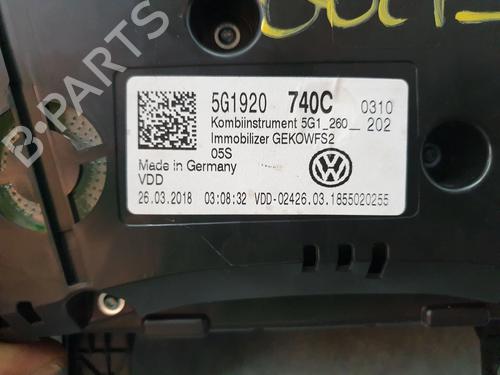 5G1920 740C 0310
Kombiinstrument 5G1_260__ 202
Immobilizer GEKOWFS2
05S
Made in Germany
VDD
26.03.2018 03:08:32 VDD-02426.03.1855020255
B-PARTS